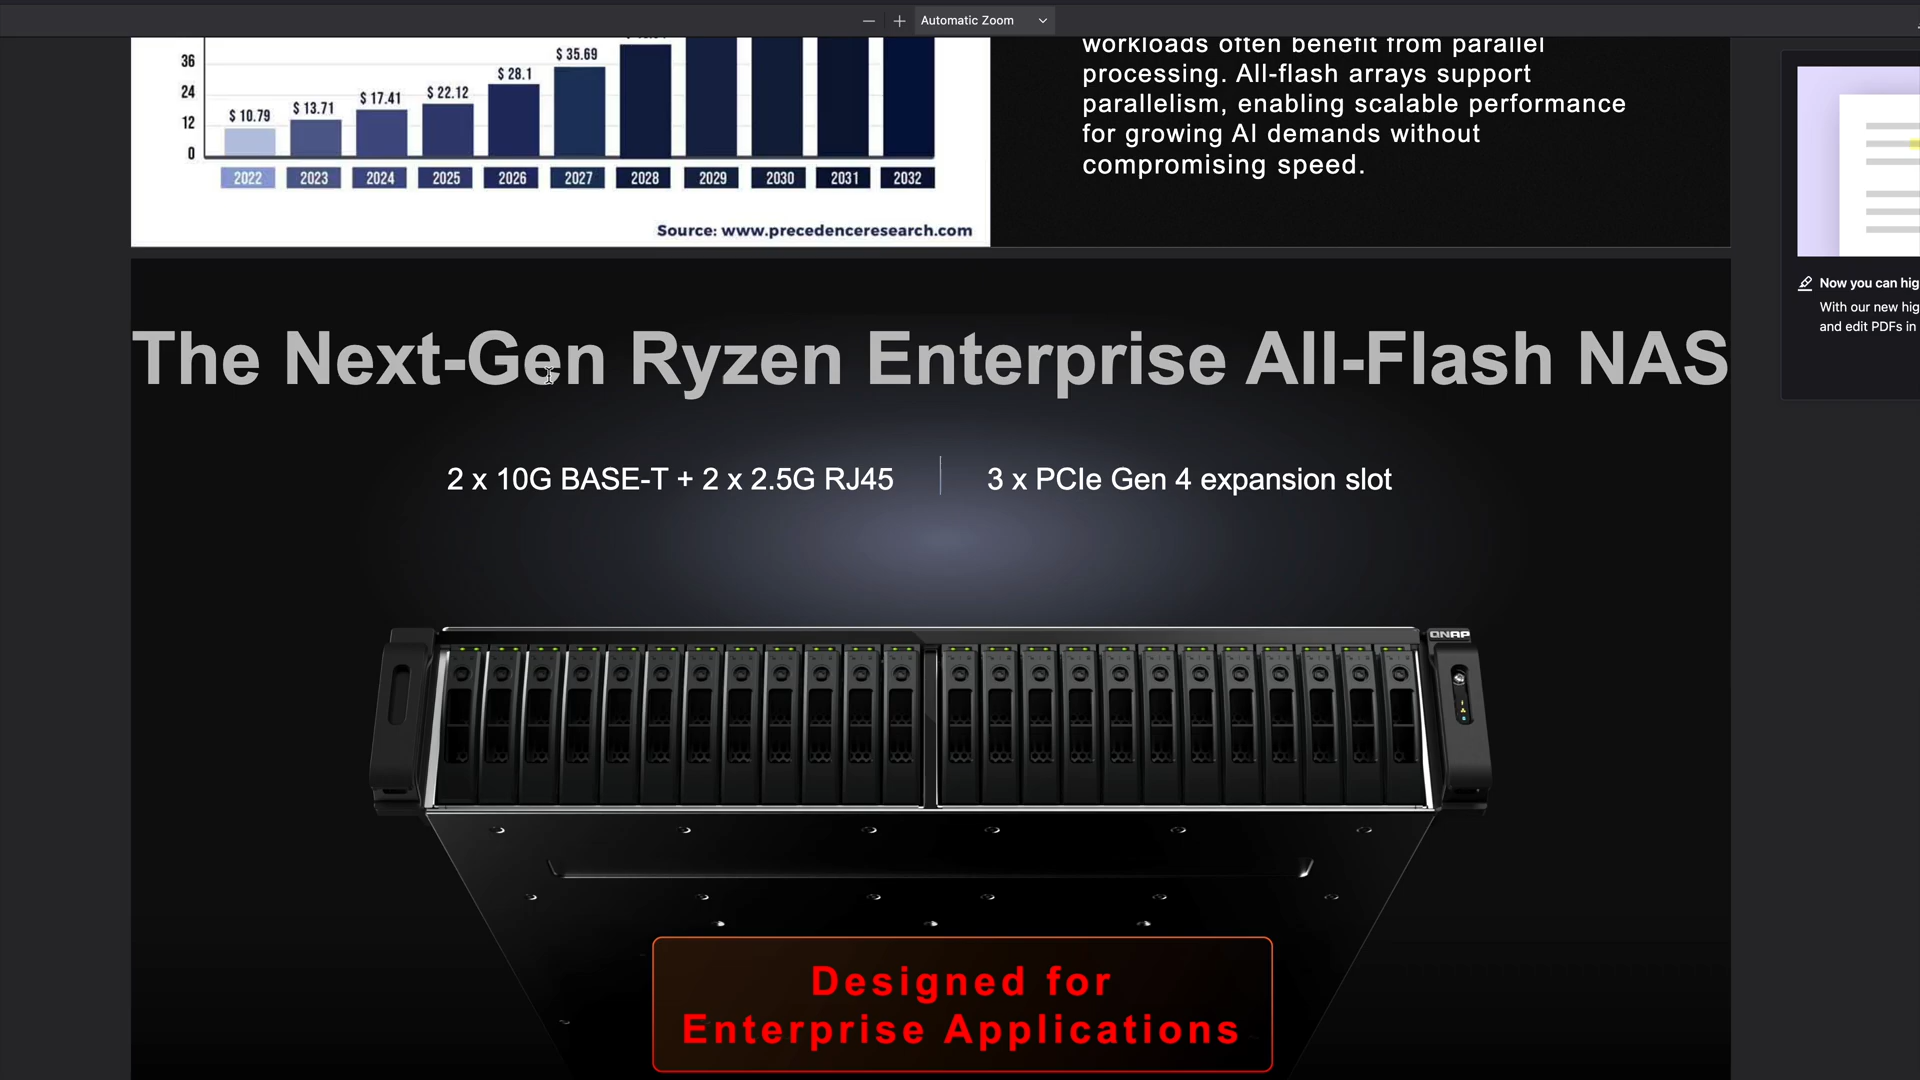 Automatic Zoom
36
24
12
0
$ 10.79
$ 13.71
$ 17.41
$ 22.12
$ 28.1
$ 35.69
2022
2023
2024
2025
2026
2027
2028
2029
2030
2031
2032
Source: www.precedenceresearch.com
workloads often benefit from parallel
processing. All-flash arrays support
parallelism, enabling scalable performance
for growing AI demands without
compromising speed.
Now you can hig
With our new hig
and edit PDFs in
The Next-Gen Ryzen Enterprise All-Flash NAS
2 x 10G BASE-T + 2 x 2.5G RJ45
3 x PCIe Gen 4 expansion slot
QNAP
Designed for
Enterprise Applications